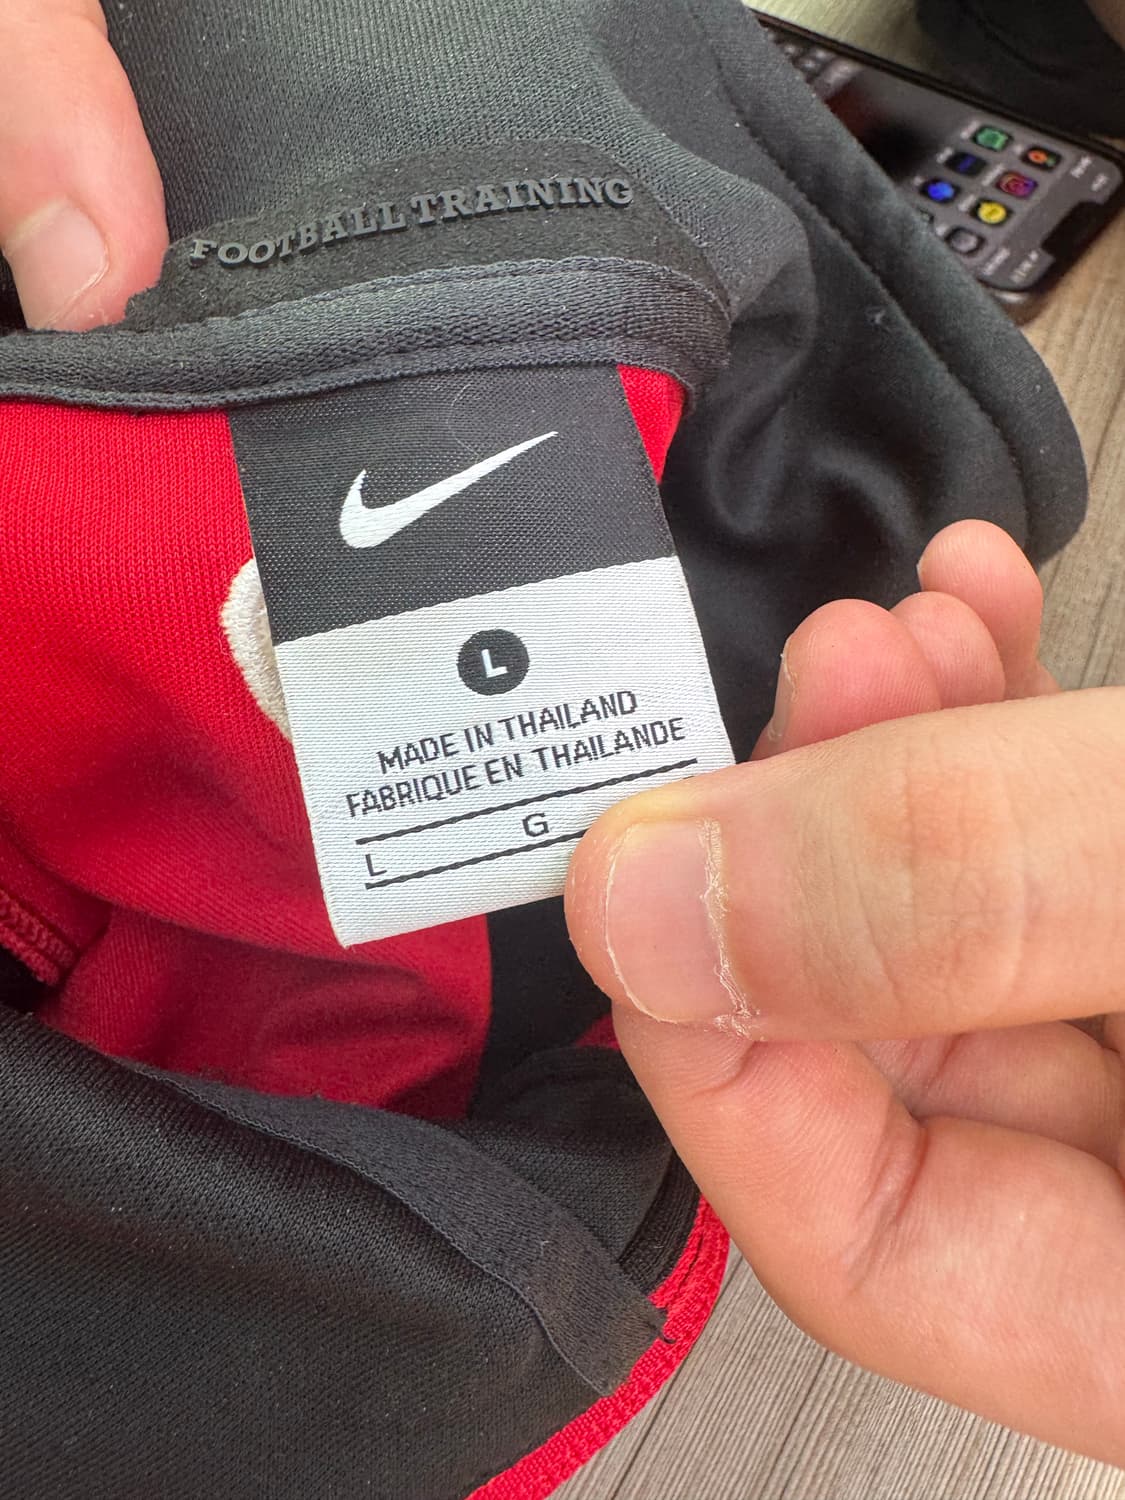 FOOTBALL TRAINING
L
MADE IN THAILAND
FABRIQUE EN THAILANDE
L G